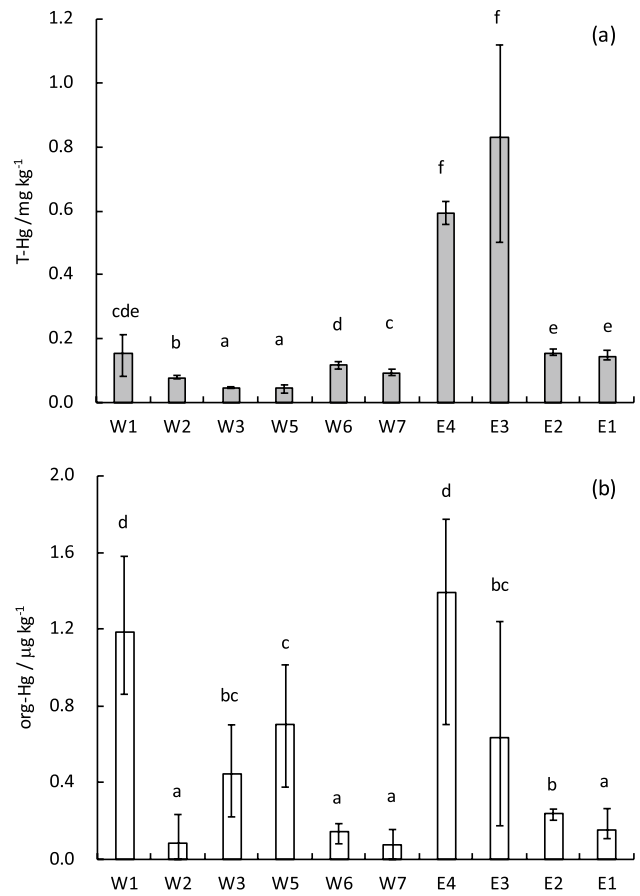 1.2
(a)
f
1.0
0.8
f
T-Hg /mg kg-1
0.6
0.4
cde
d
e
e
b
a
a
c
0.2
0.0
W1 W2 W3 W5 W6 W7 E4 E3 E2 E1
2.0
(b)
d
d
1.6
bc
1.2
c
org-Hg / µg kg-1
bc
0.8
a
a
a
b
a
0.4
0.0
W1 W2 W3 W5 W6 W7 E4 E3 E2 E1